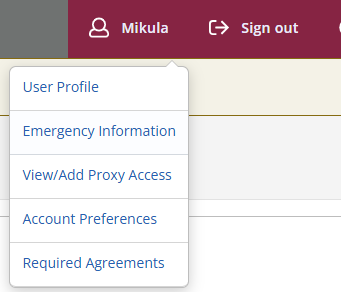 Mikula
Sign out
User Profile
Emergency Information
View/Add Proxy Access
Account Preferences
Required Agreements